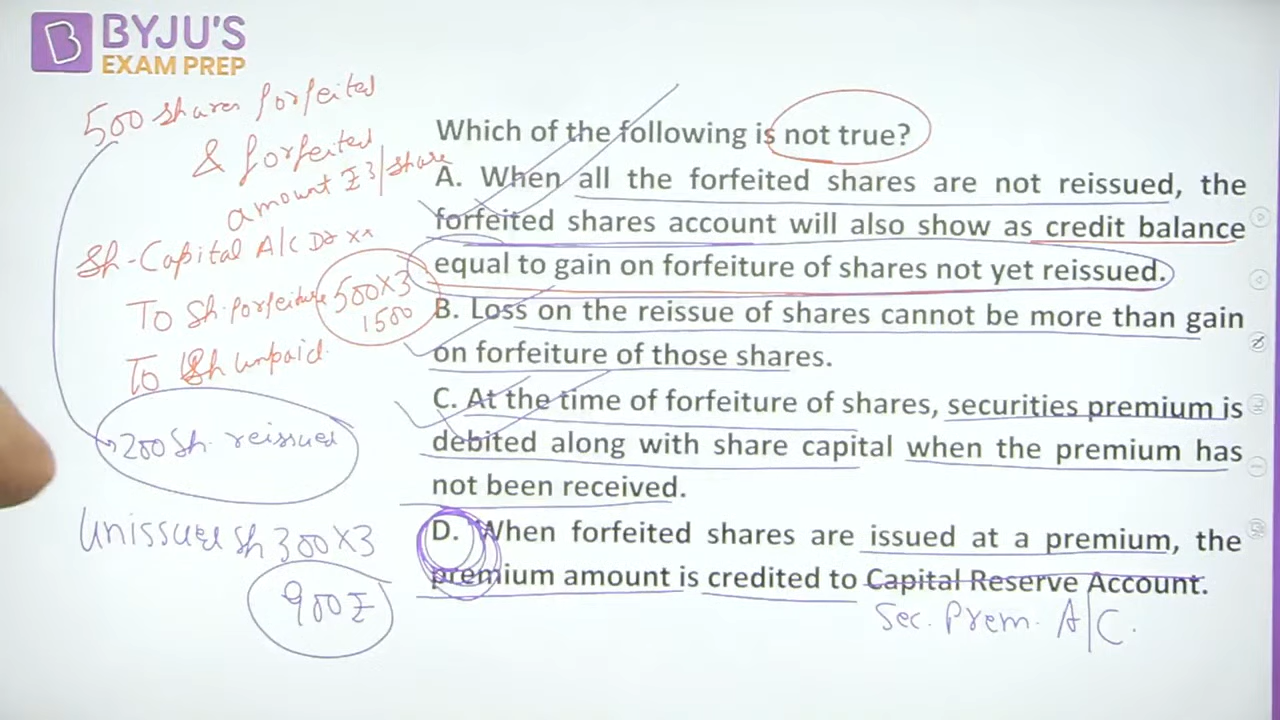 BYJU'S
EXAM PREP
500 shares forfeited
& forfeited
amount ₹3/share
Sh-Capital A/C Dr xx
To Sh.forfeiture 500×3
1500
To Sh unpaid.
200 Sh. reissued
Unissued Sh 300×3
900₹
Which of the following is not true?
A. When all the forfeited shares are not reissued, the
forfeited shares account will also show as credit balance
equal to gain on forfeiture of shares not yet reissued.
B. Loss on the reissue of shares cannot be more than gain
on forfeiture of those shares.
C. At the time of forfeiture of shares, securities premium is
debited along with share capital when the premium has
not been received.
D. When forfeited shares are issued at a premium, the
premium amount is credited to Capital Reserve Account.
Sec. Prem. A/C.